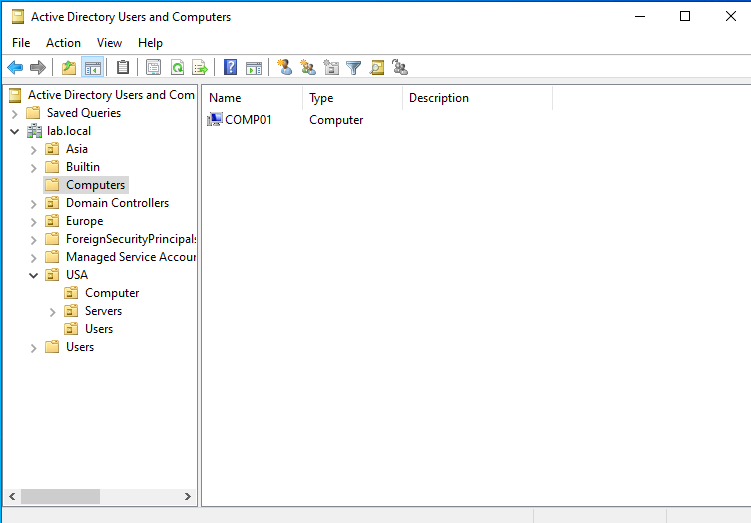 Active Directory Users and Computers
File Action View Help
Active Directory Users and Com
Saved Queries
lab.local
Asia
Builtin
Computers
Domain Controllers
Europe
ForeignSecurityPrincipals
Managed Service Accour
USA
Computer
Servers
Users
Users
Name Type Description
COMP01 Computer